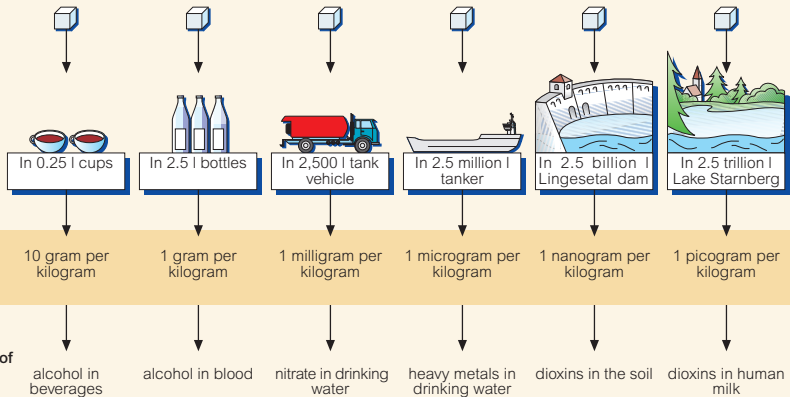 In 0.25 l cups
In 2.5 l bottles
In 2,500 l tank
vehicle
In 2.5 million l
tanker
In 2.5 billion l
Lingesetal dam
In 2.5 trillion l
Lake Starnberg
10 gram per
kilogram
1 gram per
kilogram
1 milligram per
kilogram
1 microgram per
kilogram
1 nanogram per
kilogram
1 picogram per
kilogram
of
alcohol in
beverages
alcohol in blood
nitrate in drinking
water
heavy metals in
drinking water
dioxins in the soil
dioxins in human
milk